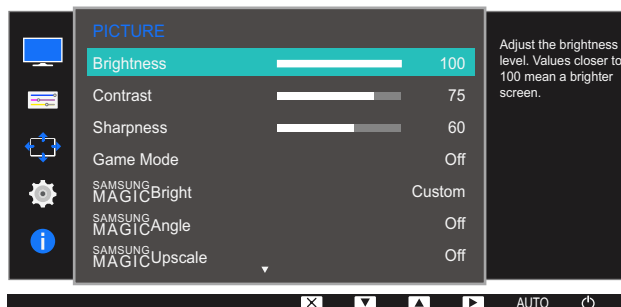 PICTURE
Brightness 100
Contrast 75
Sharpness 60
Game Mode Off
SAMSUNG MAGIC Bright Custom
SAMSUNG MAGIC Angle Off
SAMSUNG MAGIC Upscale Off
Adjust the brightness
level. Values closer to
100 mean a brighter
screen.
i
AUTO